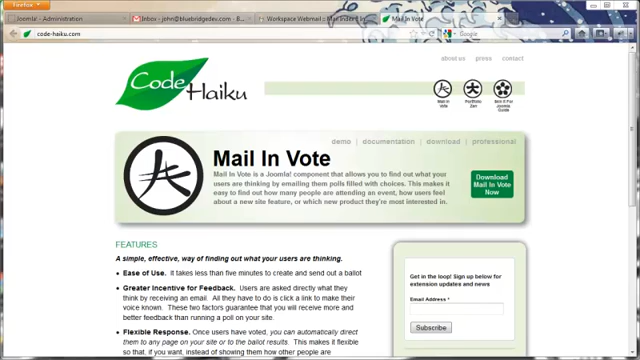 Firefox
Joomla! - Administration
Inbox - john@bluebridgedev.com - B...
Workspace Webmail :: Mail Index :: I...
Mail In Vote
code-haiku.com
Google
about us press contact
Code Haiku
Mail in Vote
Portfolio Zen
demo | documentation | download | professional
Mail In Vote
Mail In Vote is a Joomla! component that allows you to find out what your
users are thinking by emailing them polls filled with choices. This makes it
easy to find out how many people are attending an event, how users feel
about a new site feature, or which new product they're most interested in.
Download
Mail In Vote
Now
FEATURES
A simple, effective, way of finding out what your users are thinking.
Ease of Use. It takes less than five minutes to create and send out a ballot
Greater Incentive for Feedback. Users are asked directly what they
think by receiving an email. All they have to do is click a link to make their
voice known. These two factors guarantee that you will receive more and
better feedback than running a poll on your site.
Flexible Response. Once users have voted, you can automatically direct
them to any page on your site or to the ballot results. This makes it flexible
so that, if you want, instead of showing them how other people are
Get in the loop! Sign up below for
extension updates and news
Email Address *
Subscribe